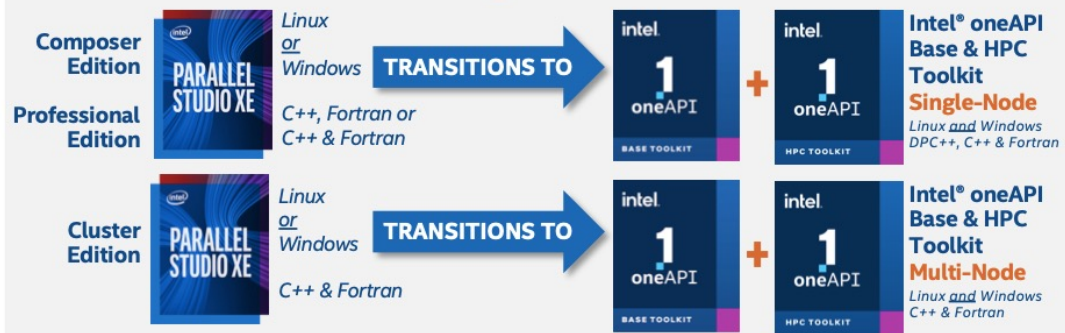 Composer
Edition
Professional
Edition
intel
PARALLEL
STUDIO XE
Linux
or
Windows
C++, Fortran or
C++ & Fortran
TRANSITIONS TO
intel.
1
oneAPI
BASE TOOLKIT
+
intel.
1
oneAPI
HPC TOOLKIT
Intel® oneAPI
Base & HPC
Toolkit
Single-Node
Linux and Windows
DPC++, C++ & Fortran
Cluster
Edition
intel
PARALLEL
STUDIO XE
Linux
or
Windows
C++ & Fortran
TRANSITIONS TO
intel.
1
oneAPI
BASE TOOLKIT
+
intel.
1
oneAPI
HPC TOOLKIT
Intel® oneAPI
Base & HPC
Toolkit
Multi-Node
Linux and Windows
C++ & Fortran